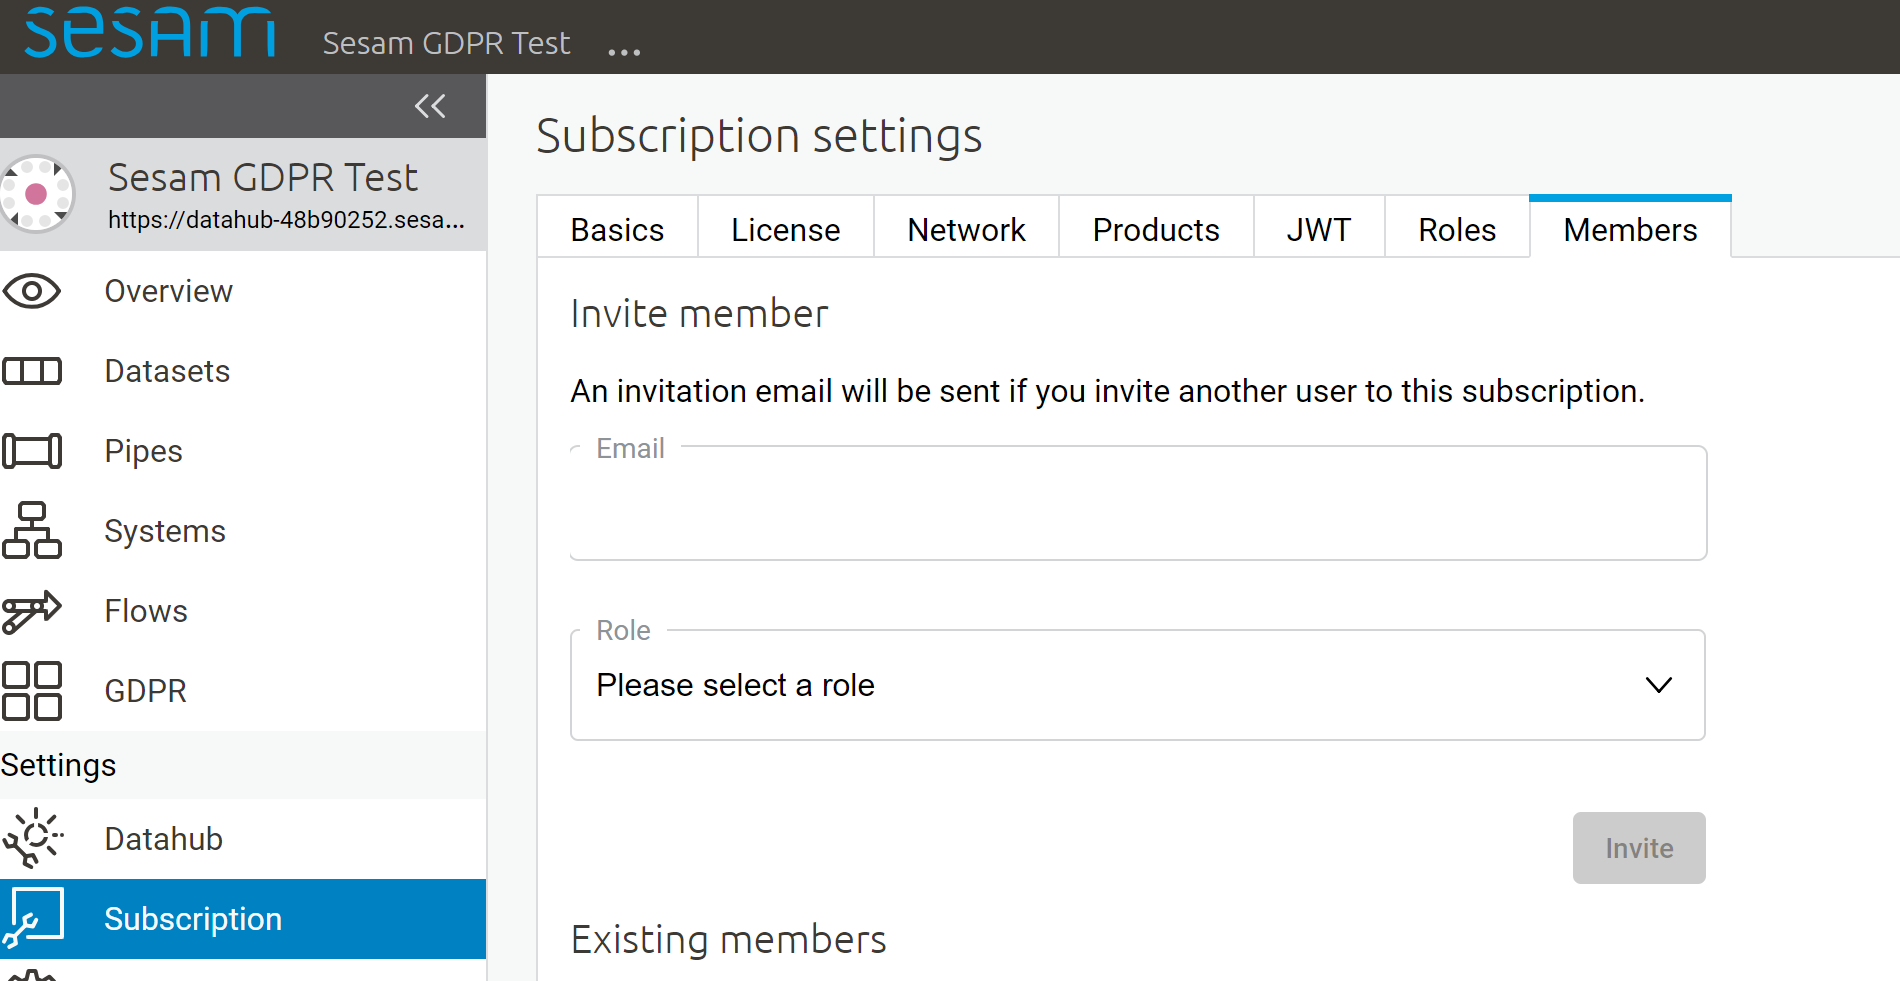 sesam
Sesam GDPR Test ...
Sesam GDPR Test
https://datahub-48b90252.sesa...
Overview
Datasets
Pipes
Systems
Flows
GDPR
Settings
Datahub
Subscription
Subscription settings
Basics License Network Products JWT Roles Members
Invite member
An invitation email will be sent if you invite another user to this subscription.
Email
Role
Please select a role
Invite
Existing members